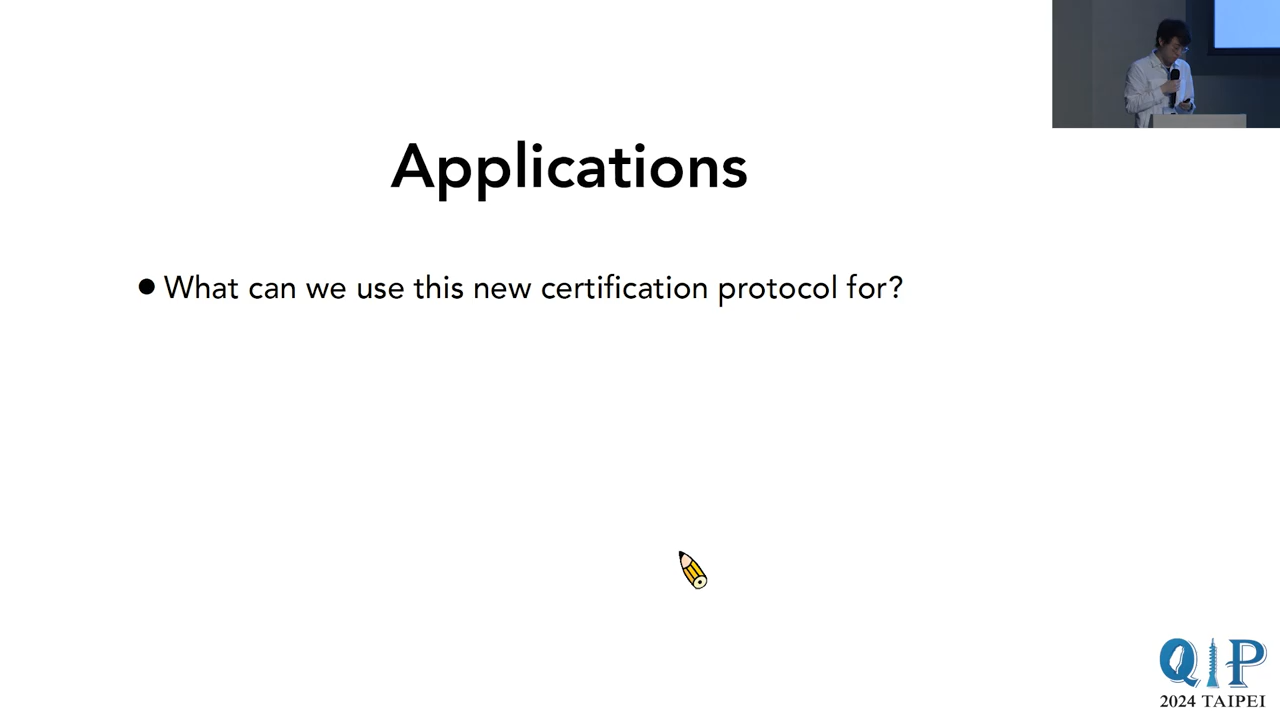 Applications
• What can we use this new certification protocol for?
QIP
2024 TAIPEI